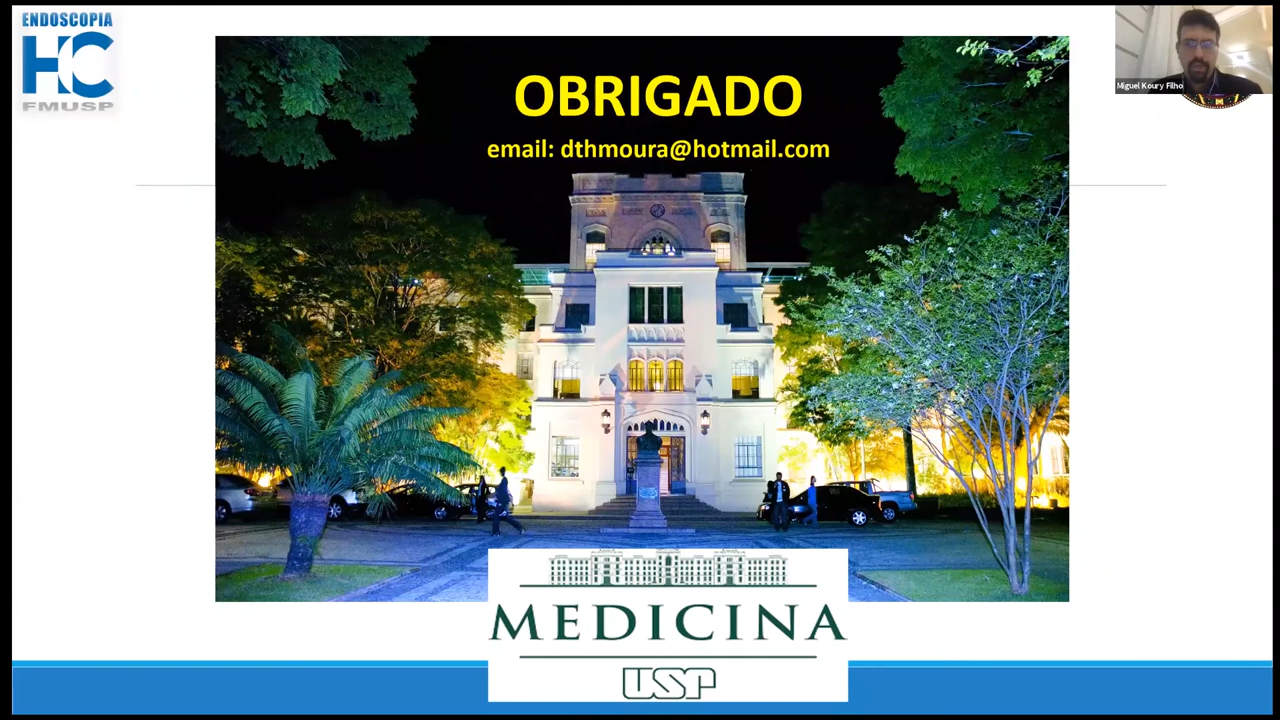 ENDOSCOPIA
HC
FMUSP
OBRIGADO
email: dthmoura@hotmail.com
Miguel Koury Filho
MEDICINA
USP